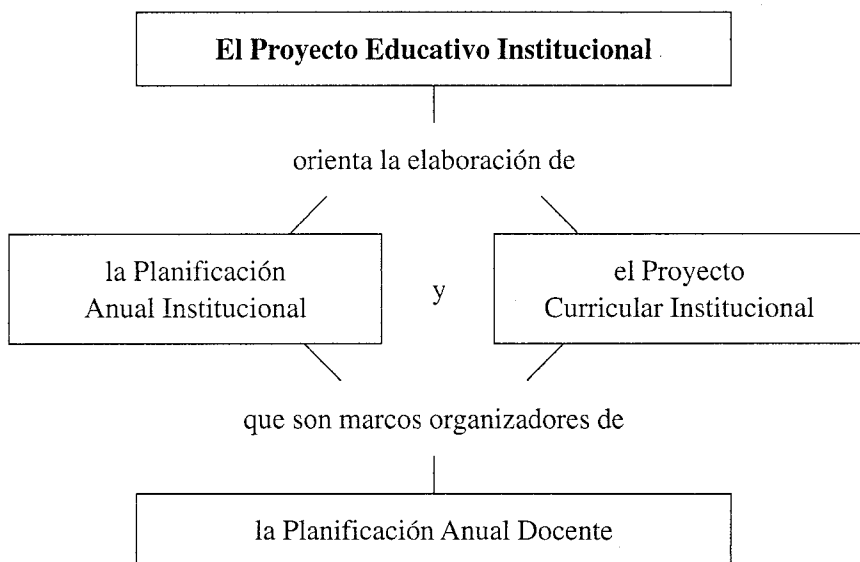 El Proyecto Educativo Institucional
orienta la elaboración de
la Planificación
Anual Institucional
y
el Proyecto
Curricular Institucional
que son marcos organizadores de
la Planificación Anual Docente